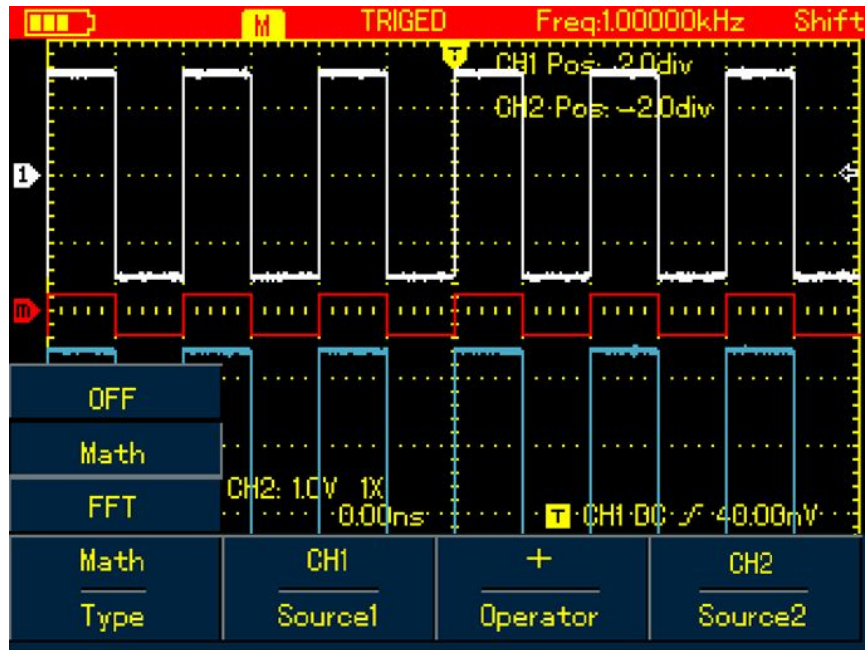 M TRIGED Freq:1.00000kHz Shift
T
CH1 Pos: 2.0div
CH2 Pos: -2.0div
1
m
OFF
Math
FFT
CH2: 1.0V 1X
0.00ns T CH1 DC 40.00mV
Math CH1 + CH2
Type Source1 Operator Source2